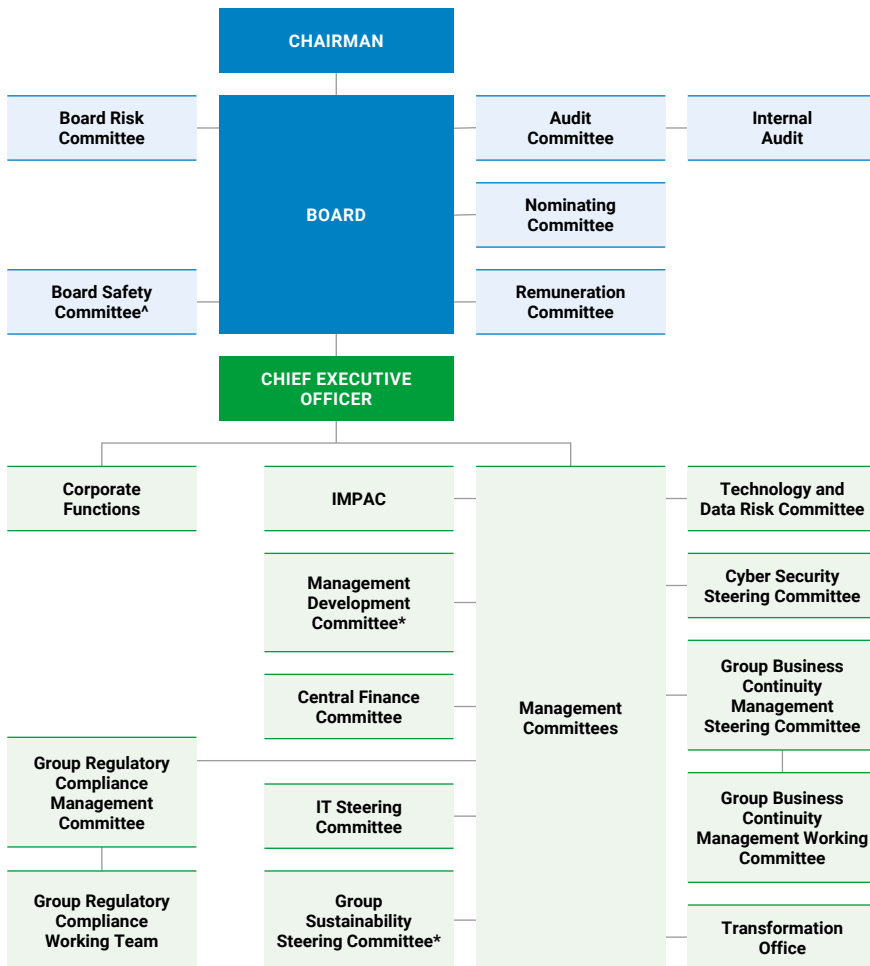 CHAIRMAN
Board Risk
Committee
BOARD
Audit
Committee
Internal
Audit
Nominating
Committee
Board Safety
Committee^
Remuneration
Committee
CHIEF EXECUTIVE
OFFICER
Corporate
Functions
IMPAC
Management
Committees
Technology and
Data Risk Committee
Management
Development
Committee*
Cyber Security
Steering Committee
Central Finance
Committee
Group Business
Continuity
Management
Steering Committee
Group Regulatory
Compliance
Management
Committee
IT Steering
Committee
Group Business
Continuity
Management Working
Committee
Group Regulatory
Compliance
Working Team
Group
Sustainability
Steering Committee*
Transformation
Office